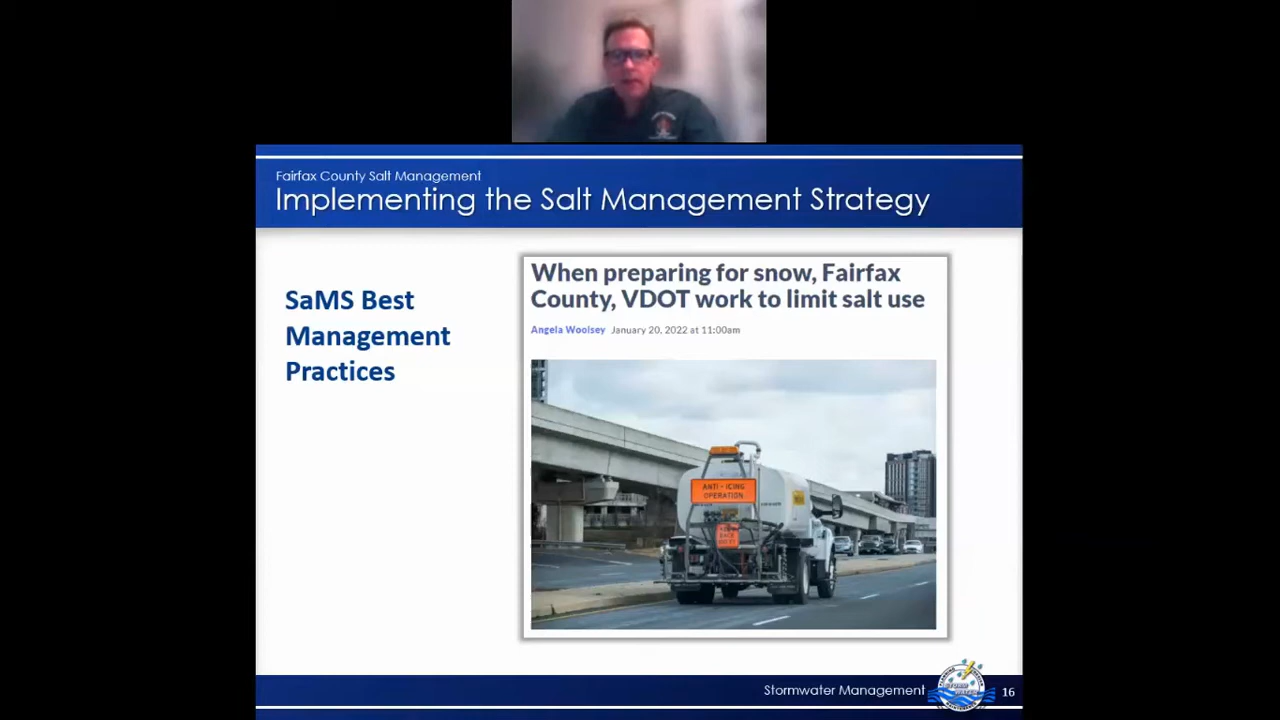 Fairfax County Salt Management
Implementing the Salt Management Strategy
SaMS Best
Management
Practices
When preparing for snow, Fairfax
County, VDOT work to limit salt use
Angela Woolsey January 20, 2022 at 11:00am
ANTI - ICING
OPERATION
Stormwater Management
16